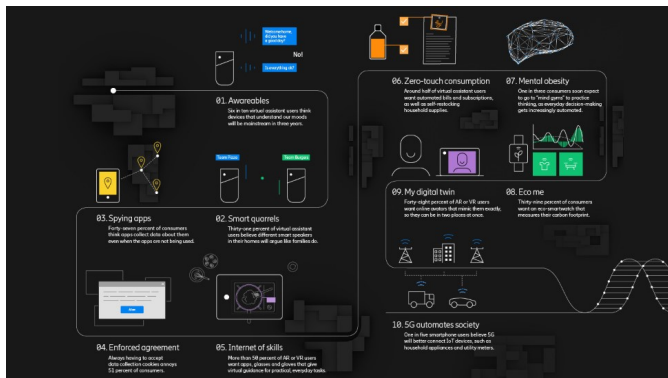 Hello everyone,
did you have
a good day?
No!
Is everything ok?
01. Awareables
Six in ten virtual assistant users think
devices that understand our moods
will be mainstream in three years.
Team Pizza
Team Burgers
03. Spying apps
Forty-seven percent of consumers
think apps collect data about them
even when the apps are not being used.
02. Smart quarrels
Thirty-one percent of virtual assistant
users believe different smart speakers
in their homes will argue like families do.
04. Enforced agreement
Always having to accept
data collection cookies annoys
51 percent of consumers.
05. Internet of skills
More than 50 percent of AR or VR users
want apps, glasses and gloves that give
virtual guidance for practical, everyday tasks.
06. Zero-touch consumption
Around half of virtual assistant users
want automated bills and subscriptions,
as well as self-restocking
household supplies.
07. Mental obesity
One in three consumers soon expect
to go to "mind gyms" to practice
thinking, as everyday decision-making
gets increasingly automated.
09. My digital twin
Forty-eight percent of AR or VR users
want online avatars that mimic them exactly,
so they can be in two places at once.
08. Eco me
Thirty-nine percent of consumers
want an eco-smartwatch that
measures their carbon footprint.
10. 5G automates society
One in five smartphone users believe 5G
will better connect IoT devices, such as
household appliances and utility meters.